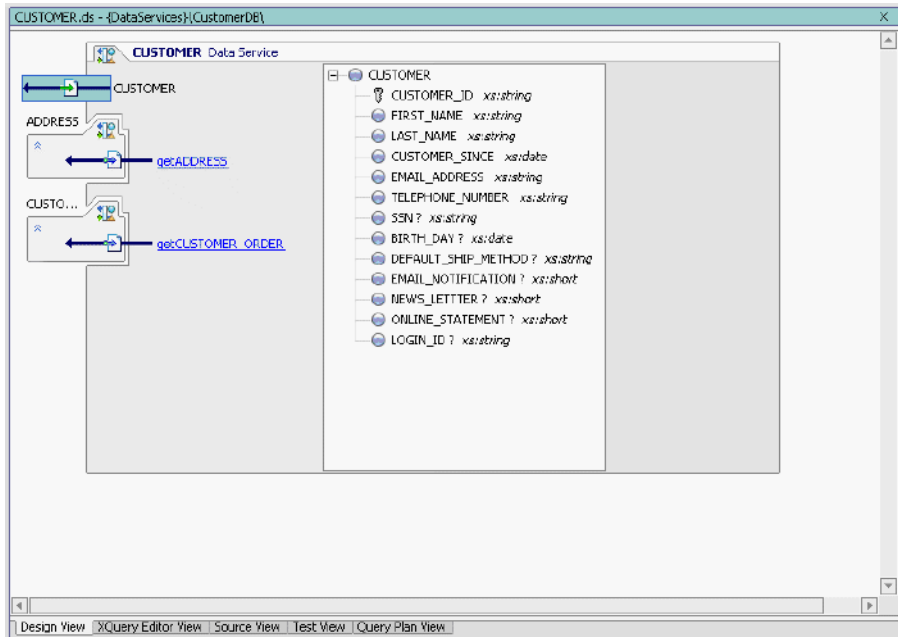 CUSTOMER.ds - {DataServices}\CustomerDB\
CUSTOMER Data Service
CUSTOMER
ADDRESS
getADDRESS
CUSTO...
getCUSTOMER_ORDER
CUSTOMER
CUSTOMER_ID xs:string
FIRST_NAME xs:string
LAST_NAME xs:string
CUSTOMER_SINCE xs:date
EMAIL_ADDRESS xs:string
TELEPHONE_NUMBER xs:string
SSN ? xs:string
BIRTH_DAY ? xs:date
DEFAULT_SHIP_METHOD ? xs:string
EMAIL_NOTIFICATION ? xs:short
NEWS_LETTTER ? xs:short
ONLINE_STATEMENT ? xs:short
LOGIN_ID ? xs:string
Design View XQuery Editor View Source View Test View Query Plan View